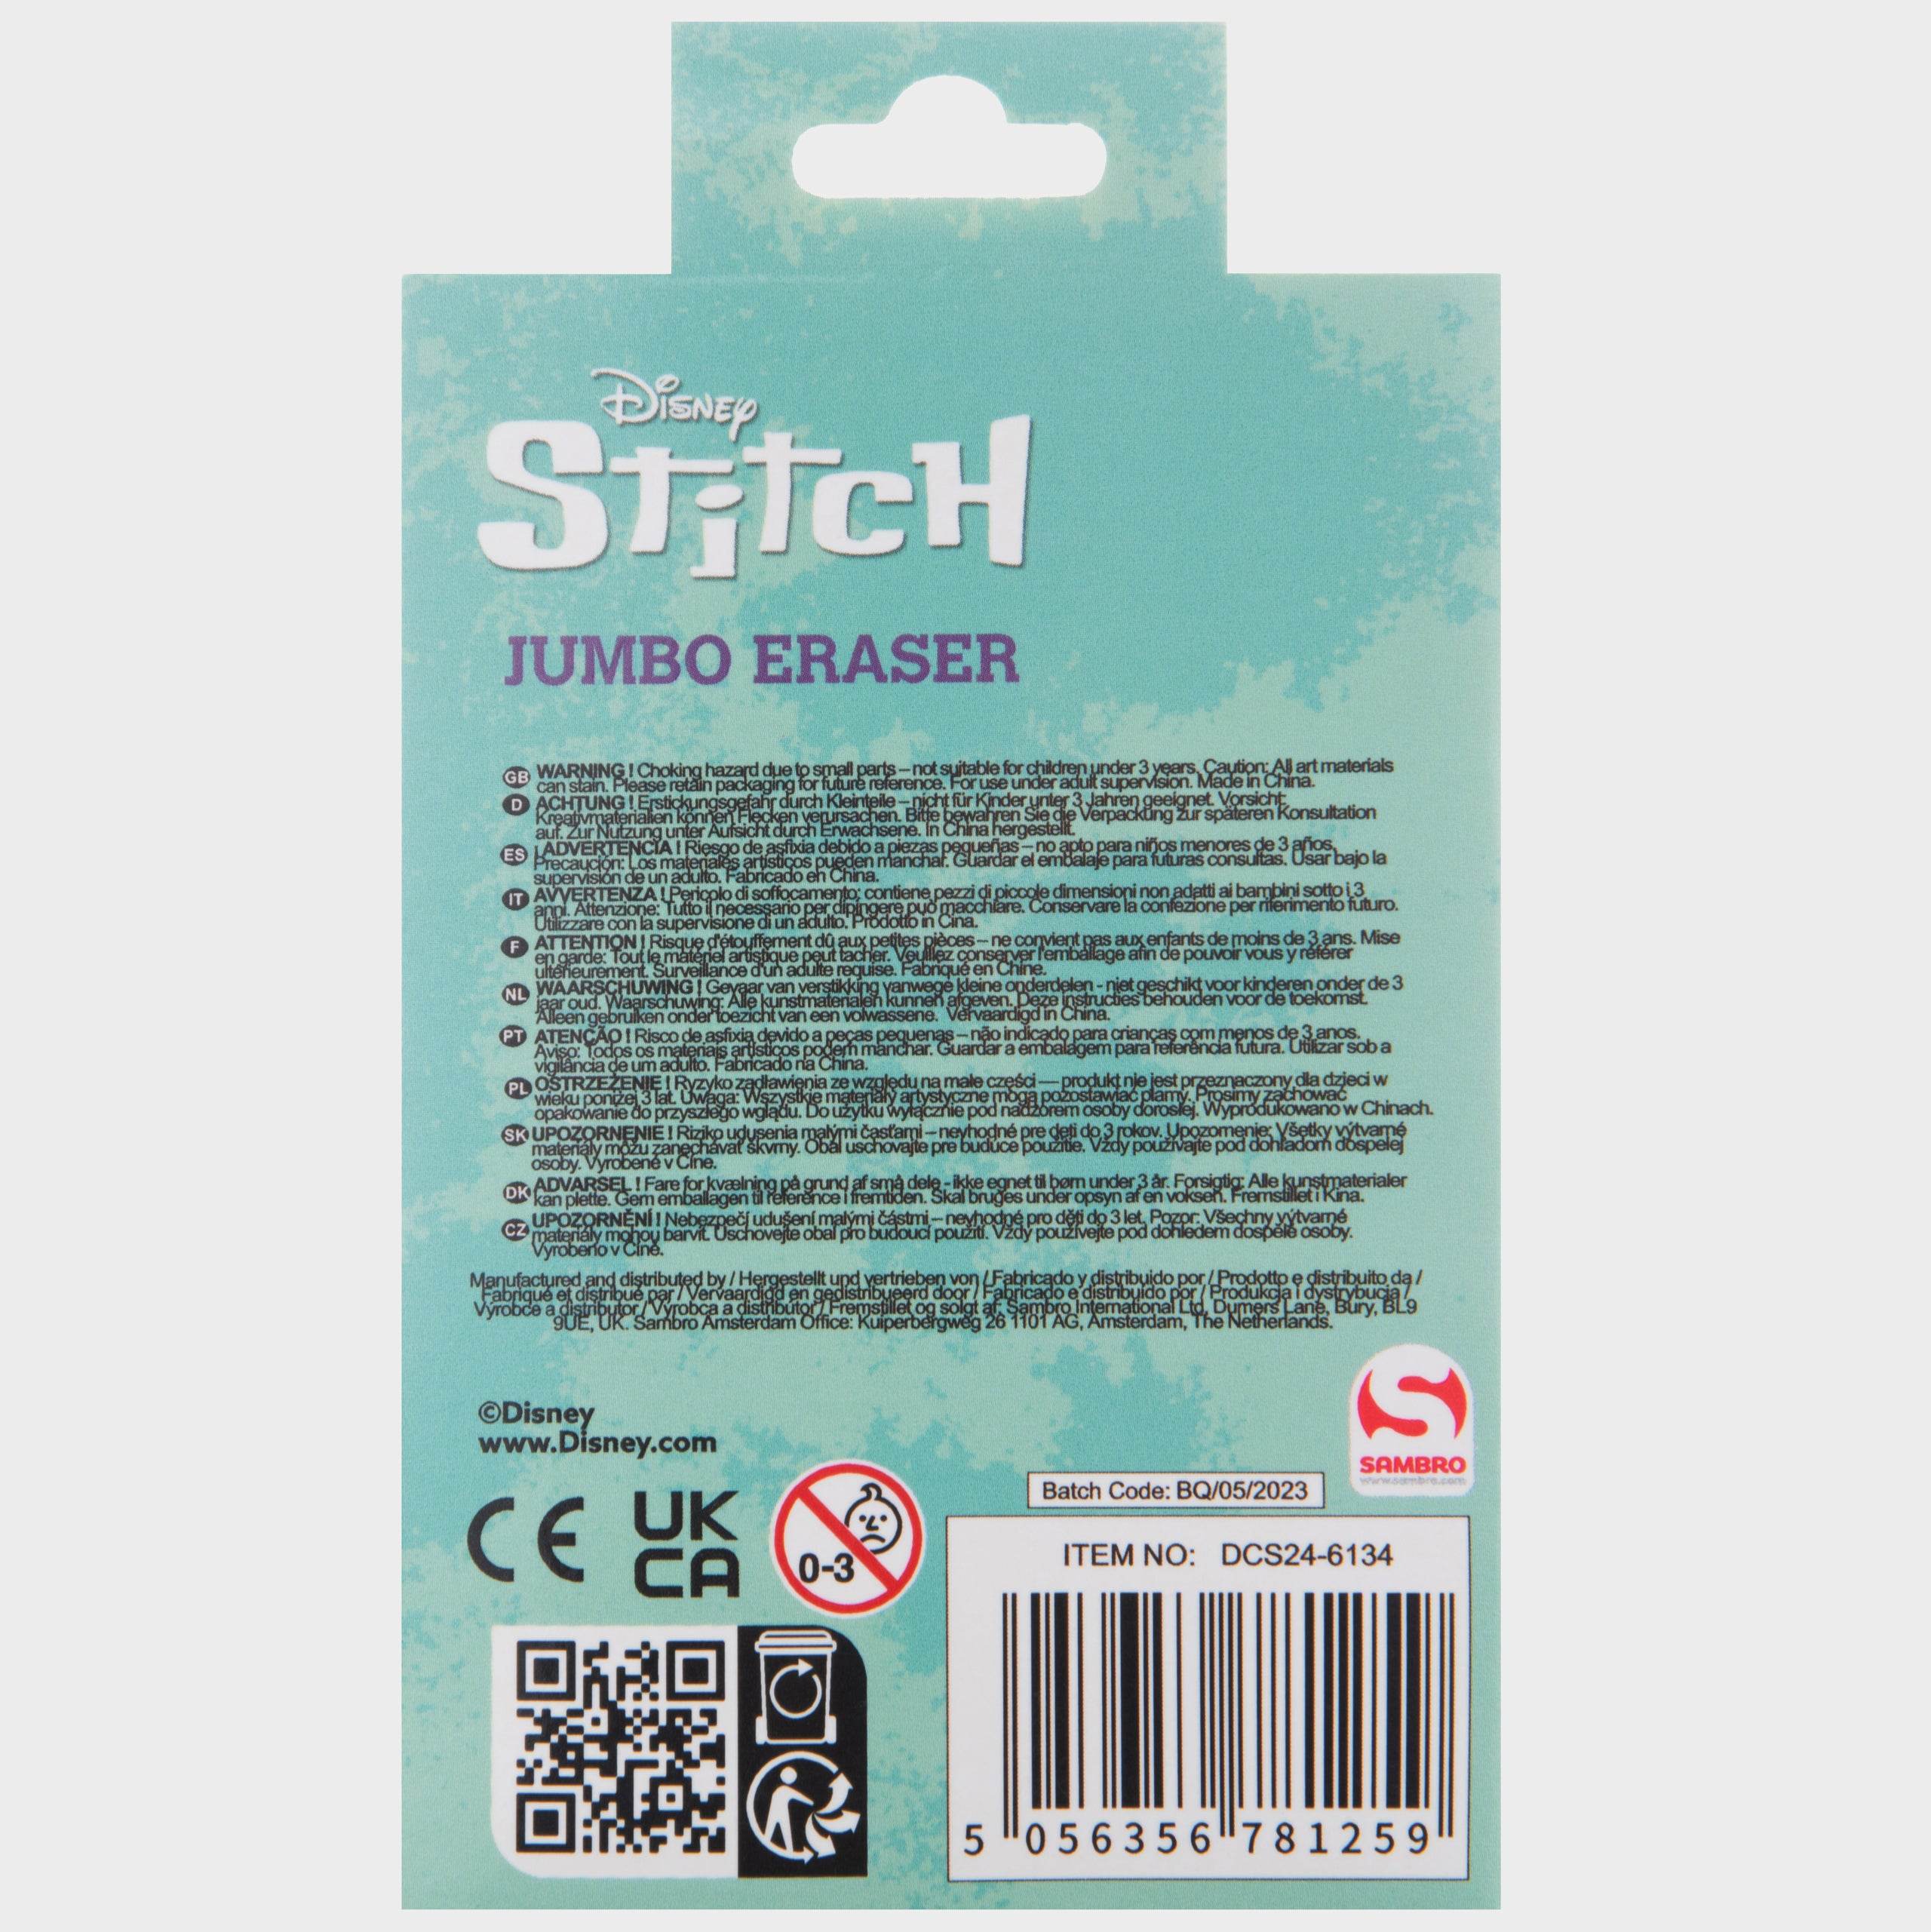 Disney
Stitch
JUMBO ERASER
GB WARNING ! Choking hazard due to small parts – not suitable for children under 3 years. Caution: All art materials
can stain. Please retain packaging for future reference. For use under adult supervision. Made in China.
D ACHTUNG ! Erstickungsgefahr durch Kleinteile – nicht für Kinder unter 3 Jahren geeignet. Vorsicht:
Kreativmaterialien können Flecken verursachen. Bitte bewahren Sie die Verpackung zur späteren Konsultation
auf. Zur Nutzung unter Aufsicht durch Erwachsene. In China hergestellt.
ES ¡ ADVERTENCIA ! Riesgo de asfixia debido a piezas pequeñas – no apto para niños menores de 3 años.
Precaución: Los materiales artísticos pueden manchar. Guardar el embalaje para futuras consultas. Usar bajo la
supervisión de un adulto. Fabricado en China.
IT AVVERTENZA ! Pericolo di soffocamento: contiene pezzi di piccole dimensioni non adatti ai bambini sotto i 3
anni. Attenzione: Tutto il necessario per dipingere può macchiare. Conservare la confezione per riferimento futuro.
Utilizzare con la supervisione di un adulto. Prodotto in Cina.
F ATTENTION ! Risque d'étouffement dû aux petites pièces – ne convient pas aux enfants de moins de 3 ans. Mise
en garde: Tout le matériel artistique peut tacher. Veuillez conserver l'emballage afin de pouvoir vous y référer
ultérieurement. Surveillance d'un adulte requise. Fabriqué en Chine.
NL WAARSCHUWING ! Gevaar van verstikking vanwege kleine onderdelen - niet geschikt voor kinderen onder de 3
jaar oud. Waarschuwing: Alle kunstmaterialen kunnen afgeven. Deze instructies behouden voor de toekomst.
Alleen gebruiken onder toezicht van een volwassene. Vervaardigd in China.
PT ATENÇÃO ! Risco de asfixia devido a peças pequenas – não indicado para crianças com menos de 3 anos.
Aviso: Todos os materiais artísticos podem manchar. Guardar a embalagem para referência futura. Utilizar sob a
vigilância de um adulto. Fabricado na China.
PL OSTRZEŻENIE ! Ryzyko zadławienia ze względu na małe części — produkt nie jest przeznaczony dla dzieci w
wieku poniżej 3 lat. Uwaga: Wszystkie materiały artystyczne mogą pozostawiać plamy. Prosimy zachować
opakowanie do przyszłego wglądu. Do użytku wyłącznie pod nadzorem osoby dorosłej. Wyprodukowano w Chinach.
SK UPOZORNENIE ! Riziko udusenia malými časťami – nevhodné pre deti do 3 rokov. Upozornenie: Všetky výtvarné
materiály môžu zanechávať škvrny. Obal uschovajte pre budúce použitie. Vždy používajte pod dohľadom dospelej
osoby. Vyrobené v Číne.
DK ADVARSEL ! Fare for kvælning på grund af små dele - ikke egnet til børn under 3 år. Forsigtig: Alle kunstmaterialer
kan plette. Gem emballagen til reference i fremtiden. Skal bruges under opsyn af en voksen. Fremstillet i Kina.
CZ UPOZORNĚNÍ ! Nebezpečí udušení malými částmi – nevhodné pro děti do 3 let. Pozor: Všechny výtvarné
materiály mohou barvit. Uschovejte obal pro budoucí použití. Vždy používejte pod dohledem dospělé osoby.
Vyrobeno v Číně.
Manufactured and distributed by / Hergestellt und vertrieben von / Fabricado y distribuido por / Prodotto e distribuito da /
Fabriqué et distribué par / Vervaardigd en gedistribueerd door / Fabricado e distribuído por / Produkcja i dystrybucja /
Výrobce a distributor / Výrobca a distribútor / Fremstillet og solgt af: Sambro International Ltd, Dumers Lane, Bury, BL9
9UE, UK. Sambro Amsterdam Office: Kuiperbergweg 26 1101 AG, Amsterdam, The Netherlands.
©Disney
www.Disney.com
SAMBRO
www.sambro.com
Batch Code: BQ/05/2023
CE UK
CA
0-3
ITEM NO: DCS24-6134
5 056356 781259